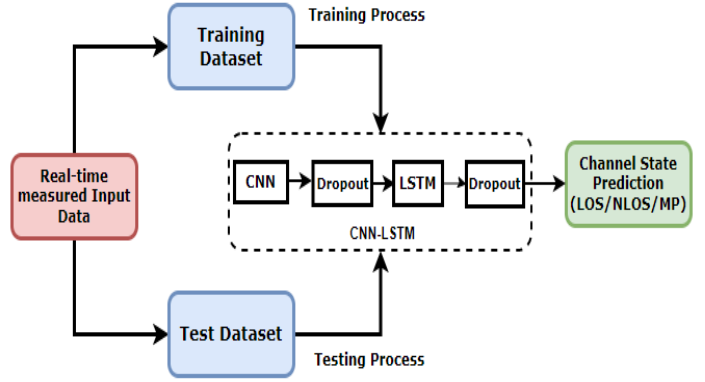 Training Process
Training
Dataset
Real-time
measured Input
Data
CNN
Dropout
LSTM
Dropout
CNN-LSTM
Channel State
Prediction
(LOS/NLOS/MP)
Test Dataset
Testing Process